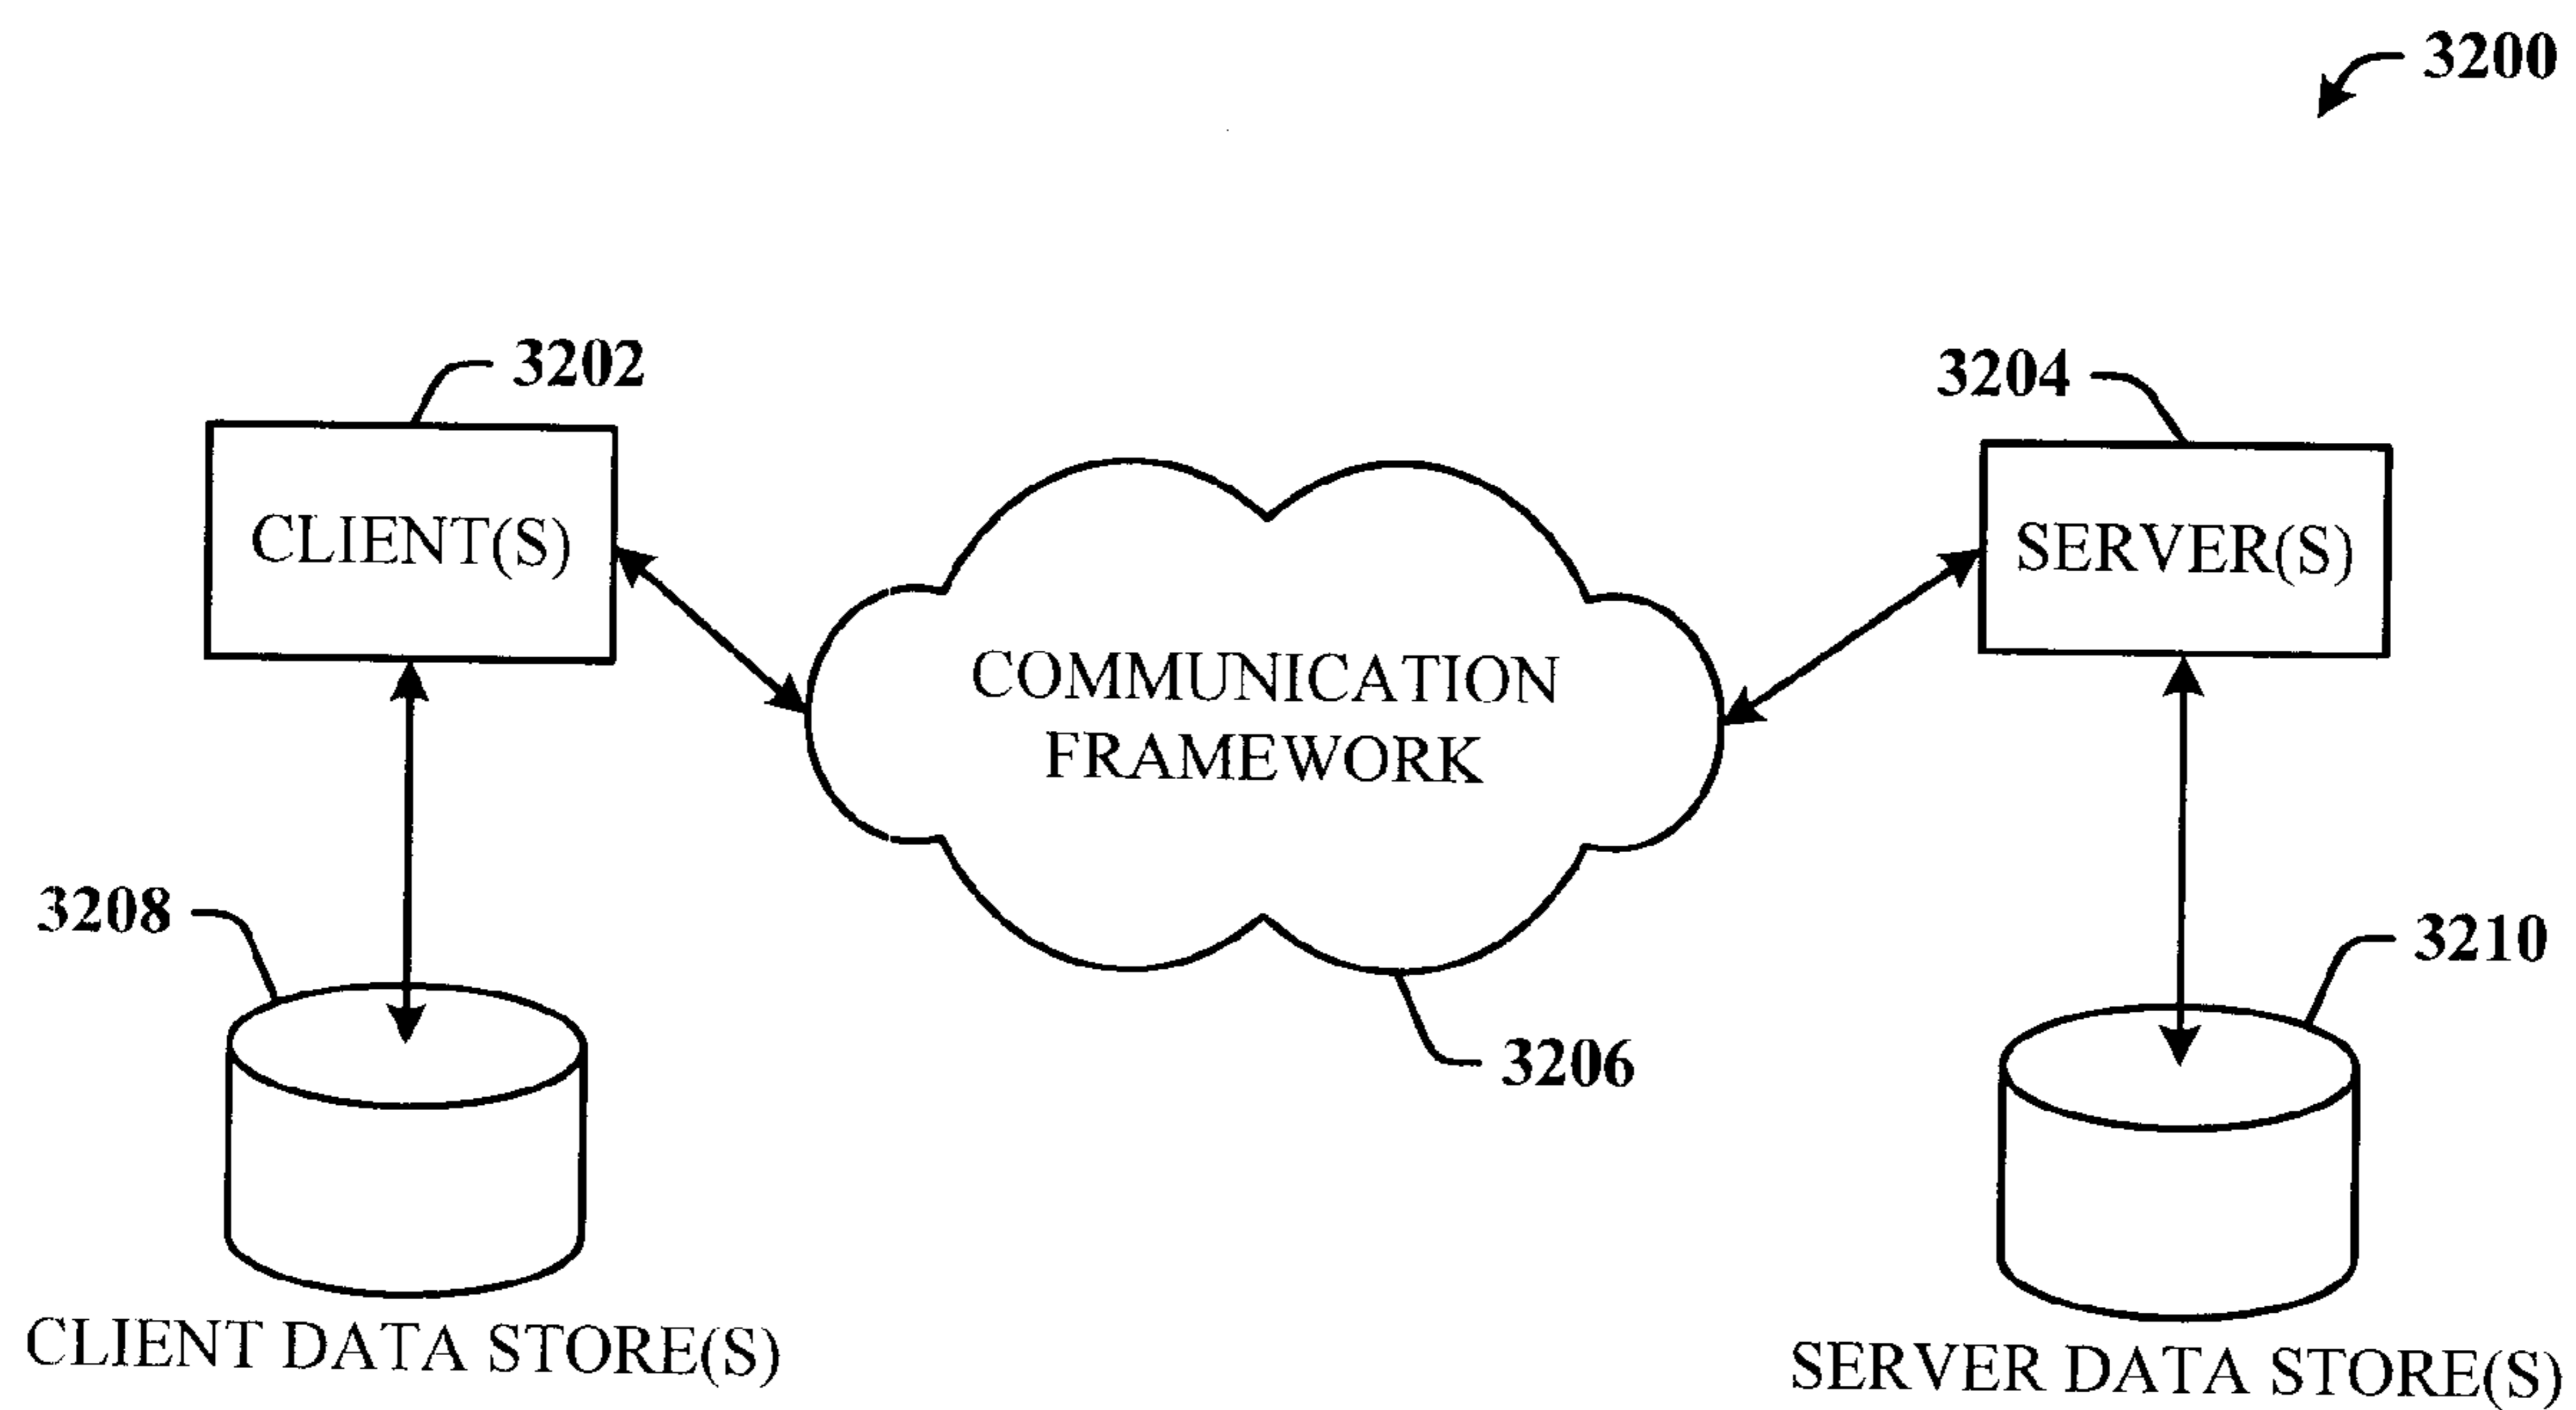 3200
3202
3204
CLIENT(S)
SERVER(S)
COMMUNICATION
FRAMEWORK
3208
3210
3206
CLIENT DATA STORE(S)
SERVER DATA STORE(S)